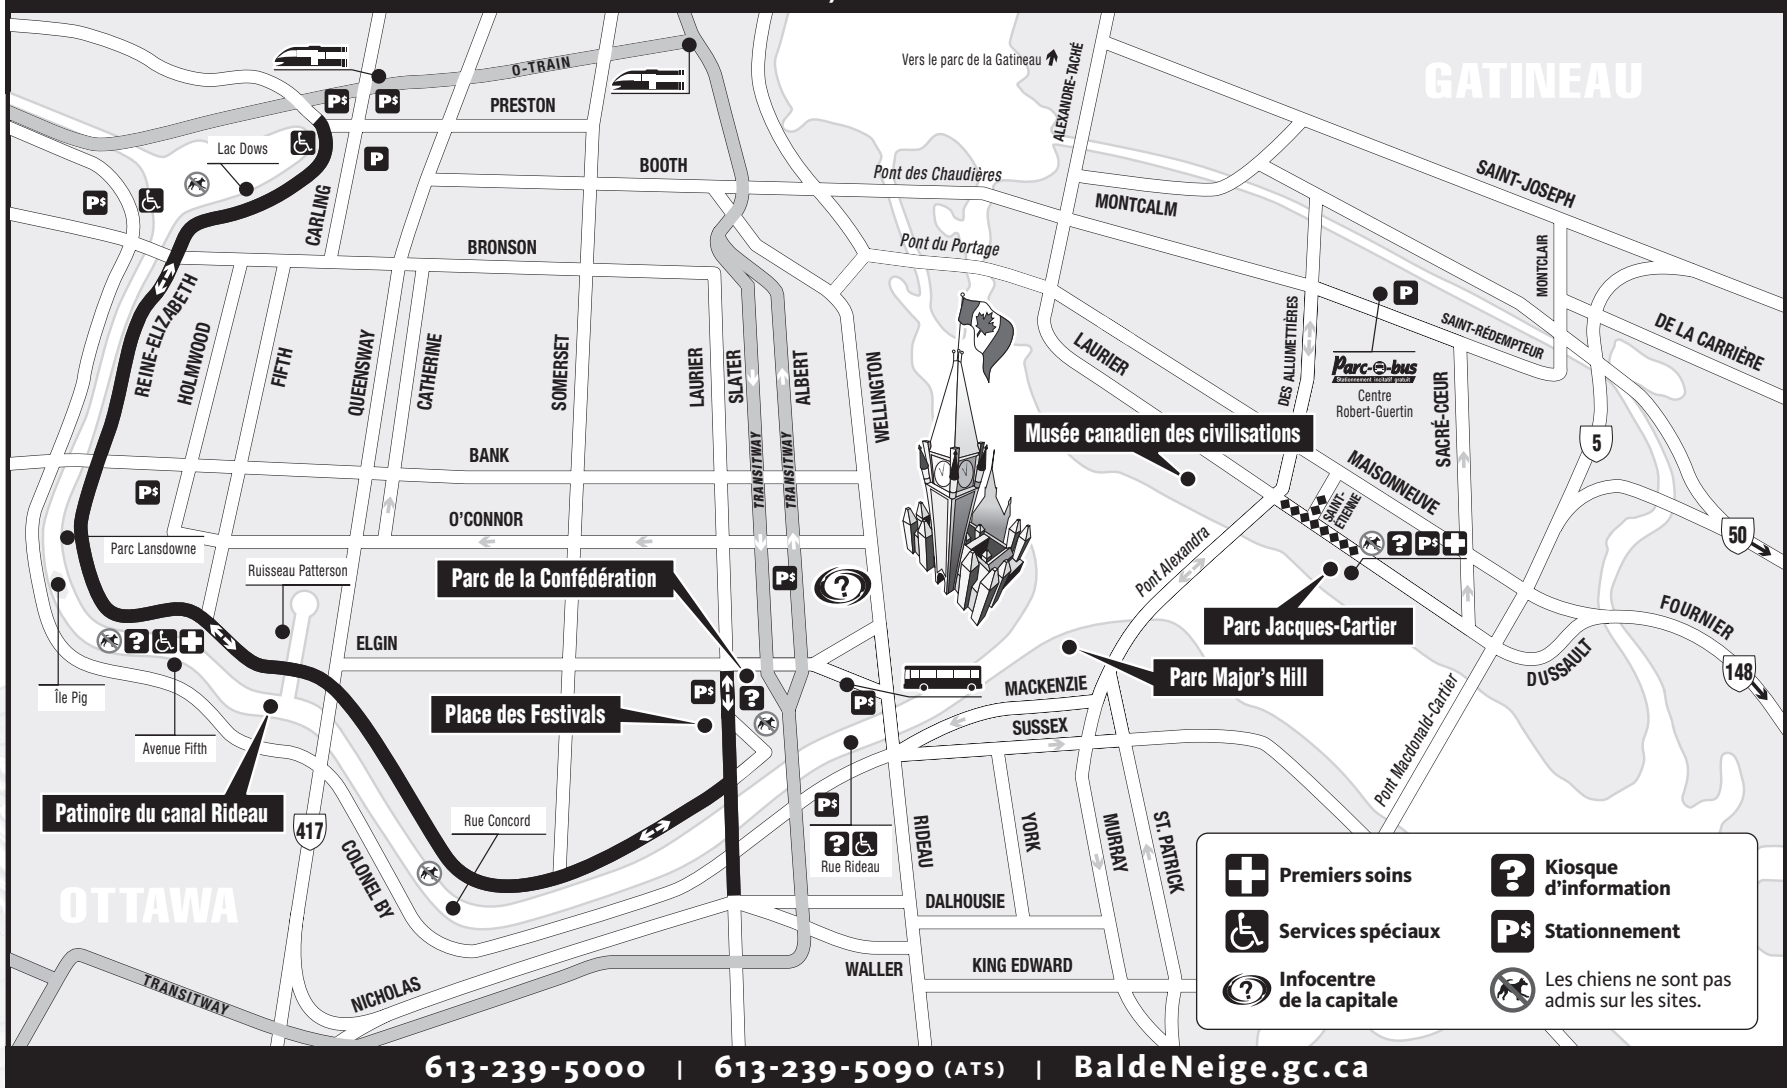 Vers le parc de la Gatineau
ALEXANDRE-TACHÉ
GATINEAU
O-TRAIN
P$
P$
PRESTON
Lac Dows
P
BOOTH
Pont des Chaudières
SAINT-JOSEPH
MONTCALM
P$
CARLING
BRONSON
Pont du Portage
MONTCLAIR
P
REINE-ELIZABETH
HOLMWOOD
FIFTH
QUEENSWAY
CATHERINE
SOMERSET
LAURIER
SLATER
ALBERT
WELLINGTON
LAURIER
DES ALLUMETTIÈRES
SAINT-RÉDEMPTEUR
DE LA CARRIÈRE
Parc-o-bus
Stationnement incitatif gratuit
Centre
Robert-Guertin
SACRÉ-CŒUR
Musée canadien des civilisations
5
BANK
TRANSITWAY
TRANSITWAY
MAISONNEUVE
P$
SAINT-
ÉTIENNE
O'CONNOR
50
Parc Lansdowne
? P$
Pont Alexandra
Ruisseau Patterson
Parc de la Confédération
P$
?
Parc Jacques-Cartier
FOURNIER
?
ELGIN
DUSSAULT
148
Parc Major's Hill
MACKENZIE
Île Pig
P$
?
P$
Place des Festivals
SUSSEX
Avenue Fifth
Pont Macdonald-Cartier
Patinoire du canal Rideau
417
Rue Concord
P$
?
Rue Rideau
RIDEAU
YORK
MURRAY
ST. PATRICK
COLONEL BY
OTTAWA
DALHOUSIE
WALLER
KING EDWARD
TRANSITWAY
NICHOLAS
Premiers soins
? Kiosque
d'information
Services spéciaux
P$ Stationnement
? Infocentre
de la capitale
Les chiens ne sont pas
admis sur les sites.
613-239-5000 | 613-239-5090 (ATS) | BaldeNeige.gc.ca